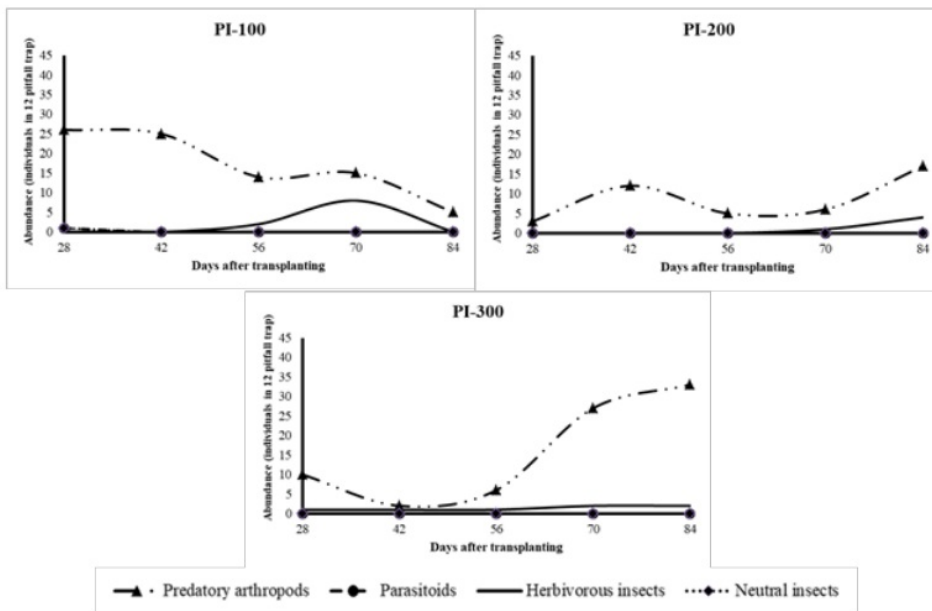 PI-100
Abundance (individuals in 12 pitfall trap)
45
40
35
30
25
20
15
10
5
0
28 42 56 70 84
Days after transplanting
PI-200
Abundance (individuals in 12 pitfall trap)
45
40
35
30
25
20
15
10
5
0
28 42 56 70 84
Days after transplanting
PI-300
Abundance (individuals in 12 pitfall trap)
45
40
35
30
25
20
15
10
5
0
28 42 56 70 84
Days after transplanting
Predatory arthropods Parasitoids Herbivorous insects Neutral insects